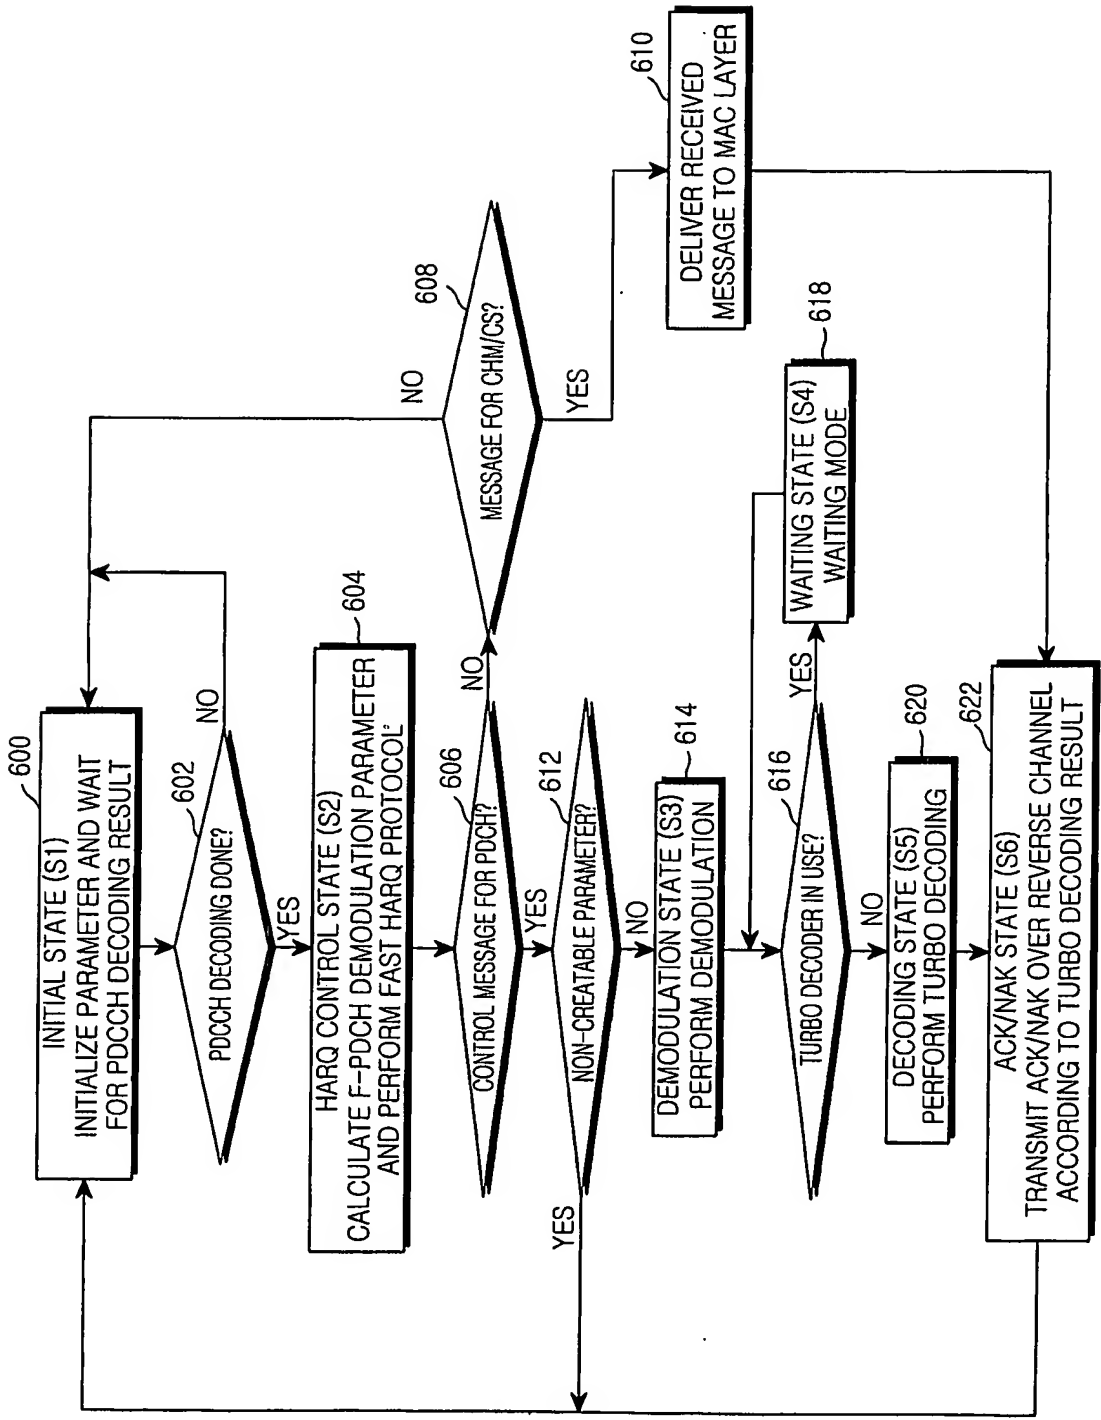 600
INITIAL STATE (S1)
INITIALIZE PARAMETER AND WAIT
FOR PDCCH DECODING RESULT
602
PDCCH DECODING DONE?
NO
YES
604
HARQ CONTROL STATE (S2)
CALCULATE F-PDCH DEMODULATION PARAMETER
AND PERFORM FAST HARQ PROTOCOL
606
CONTROL MESSAGE FOR PDCH?
NO
YES
608
MESSAGE FOR CHM/CS?
NO
YES
610
DELIVER RECEIVED
MESSAGE TO MAC LAYER
612
NON-CREATABLE PARAMETER?
YES
NO
614
DEMODULATION STATE (S3)
PERFORM DEMODULATION
616
TURBO DECODER IN USE?
YES
NO
618
WAITING STATE (S4)
WAITING MODE
620
DECODING STATE (S5)
PERFORM TURBO DECODING
622
ACK/NAK STATE (S6)
TRANSMIT ACK/NAK OVER REVERSE CHANNEL
ACCORDING TO TURBO DECODING RESULT